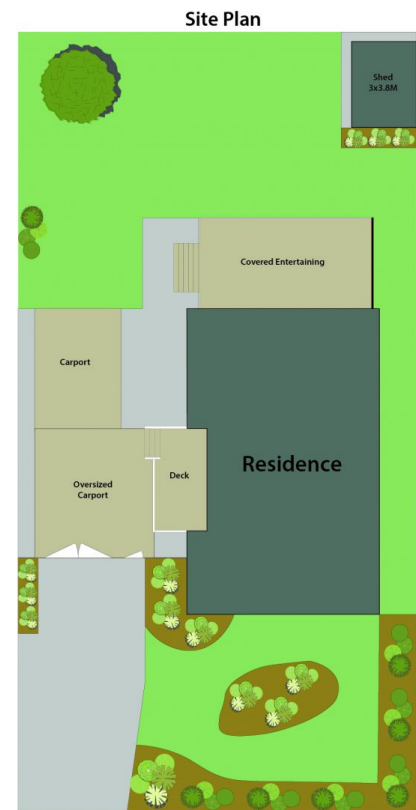 Site Plan
Shed
3x3.8M
Covered Entertaining
Carport
Residence
Deck
Oversized
Carport